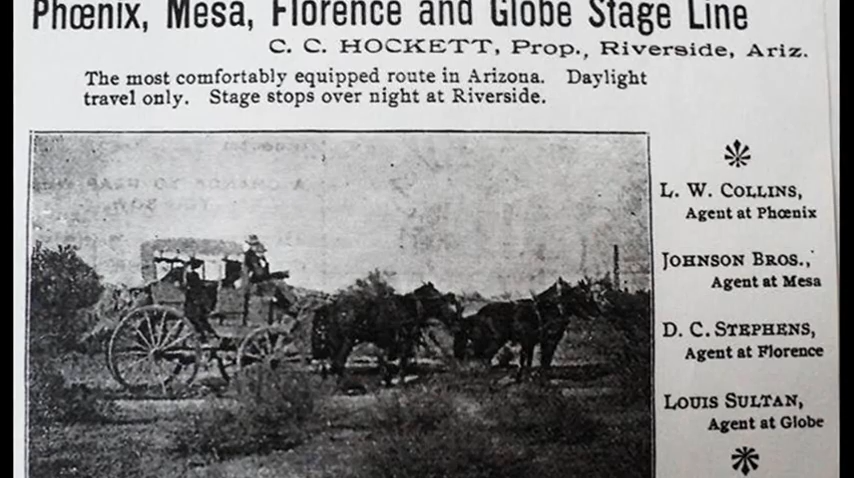 Phœnix, Mesa, Florence and Globe Stage Line
C. C. HOCKETT, Prop., Riverside, Ariz.
The most comfortably equipped route in Arizona. Daylight
travel only. Stage stops over night at Riverside.
L. W. COLLINS,
Agent at Phœnix
JOHNSON BROS.,
Agent at Mesa
D. C. STEPHENS,
Agent at Florence
LOUIS SULTAN,
Agent at Globe